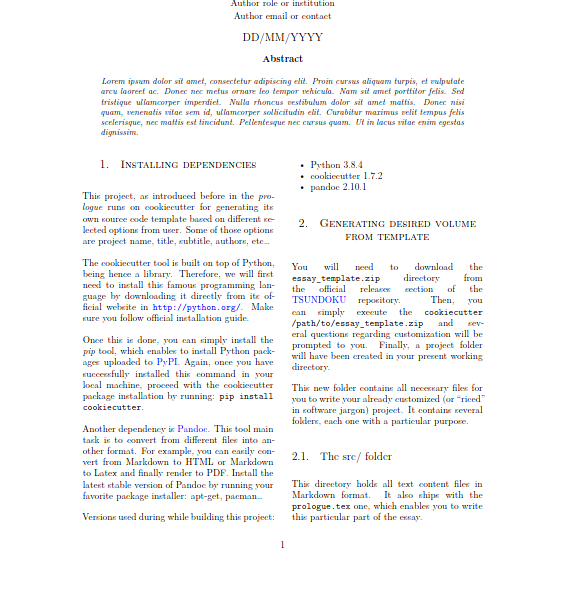 Author role or institution
Author email or contact
DD/MM/YYYY
Abstract
Lorem ipsum dolor sit amet, consectetur adipiscing elit. Proin cursus aliquam turpis, et vulputate
arcu laoreet ac. Donec nec metus ornare leo tempor vehicula. Nam sit amet porttitor felis. Sed
tristique ullamcorper imperdiet. Nulla rhoncus vestibulum dolor sit amet mattis. Donec nisi
quam, venenatis vitae sem id, ullamcorper sollicitudin elit. Curabitur maximus velit tempus felis
scelerisque, nec mattis est tincidunt. Pellentesque nec cursus quam. Ut in lacus vitae enim egestas
dignissim.
1. Installing dependencies
This project, as introduced before in the pro-
logue runs on cookiecutter for generating its
own source code template based on different se-
lected options from user. Some of those options
are project name, title, subtitle, authors, etc...
The cookiecutter tool is built on top of Python,
being hence a library. Therefore, we will first
need to install this famous programming lan-
guage by downloading it directly from its of-
ficial website in http://python.org/. Make
sure you follow official installation guide.
Once this is done, you can simply install the
pip tool, which enables to install Python pack-
ages uploaded to PyPI. Again, once you have
successfully installed this command in your
local machine, proceed with the cookiecutter
package installation by running: pip install
cookiecutter.
Another dependency is Pandoc. This tool main
task is to convert from different files into an-
other format. For example, you can easily con-
vert from Markdown to HTML or Markdown
to Latex and finally render to PDF. Install the
latest stable version of Pandoc by running your
favorite package installer: apt-get, pacman...
Versions used during while building this project:
• Python 3.8.4
• cookiecutter 1.7.2
• pandoc 2.10.1
2. Generating desired volume
from template
You will need to download the
essay_template.zip directory from
the official releases section of the
TSUNDOKU repository. Then, you
can simply execute the cookiecutter
/path/to/essay_template.zip and sev-
eral questions regarding customization will be
prompted to you. Finally, a project folder
will have been created in your present working
directory.
This new folder contains all necessary files for
you to write your already customized (or "riced"
in software jargon) project. It contains several
folders, each one with a particular purpose.
2.1. The src/ folder
This directory holds all text content files in
Markdown format. It also ships with the
prologue.tex one, which enables you to write
this particular part of the essay.
1